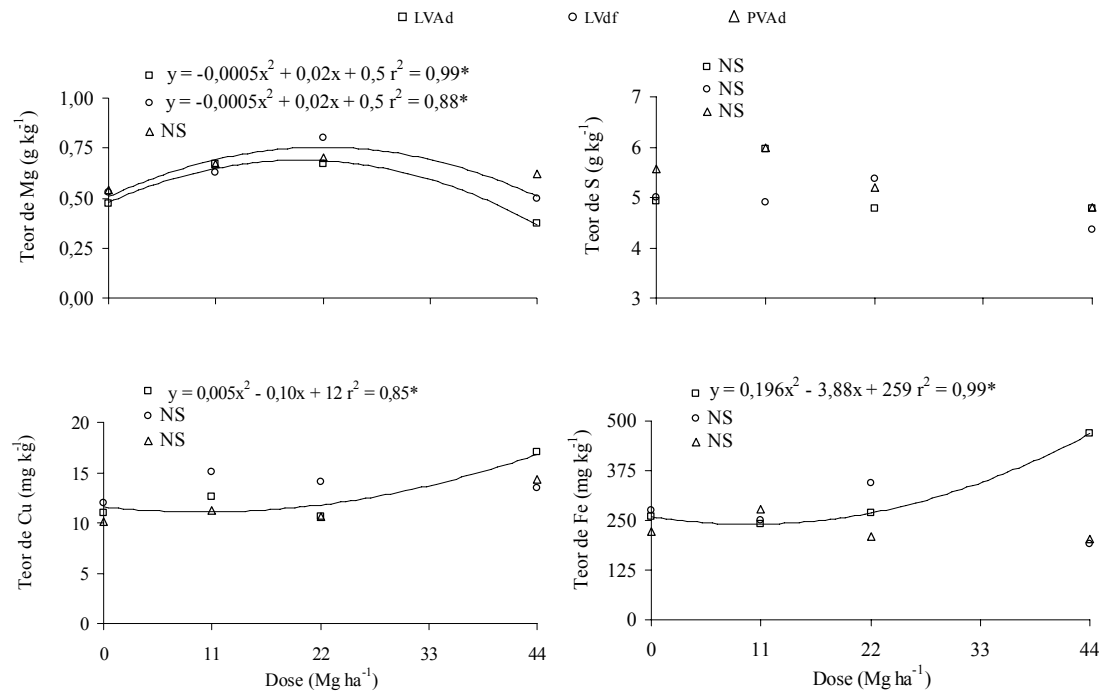 □ LVAd ○ LVdf △ PVAd
□ y = -0,0005x² + 0,02x + 0,5 r² = 0,99*
○ y = -0,0005x² + 0,02x + 0,5 r² = 0,88*
△ NS
1,00
0,75
0,50
0,25
0,00
Teor de Mg (g kg⁻¹)
□ NS
○ NS
△ NS
7
6
5
4
3
Teor de S (g kg⁻¹)
□ y = 0,005x² - 0,10x + 12 r² = 0,85*
○ NS
△ NS
20
15
10
5
0
Teor de Cu (mg kg⁻¹)
0 11 22 33 44
Dose (Mg ha⁻¹)
□ y = 0,196x² - 3,88x + 259 r² = 0,99*
○ NS
△ NS
500
375
250
125
0
Teor de Fe (mg kg⁻¹)
0 11 22 33 44
Dose (Mg ha⁻¹)